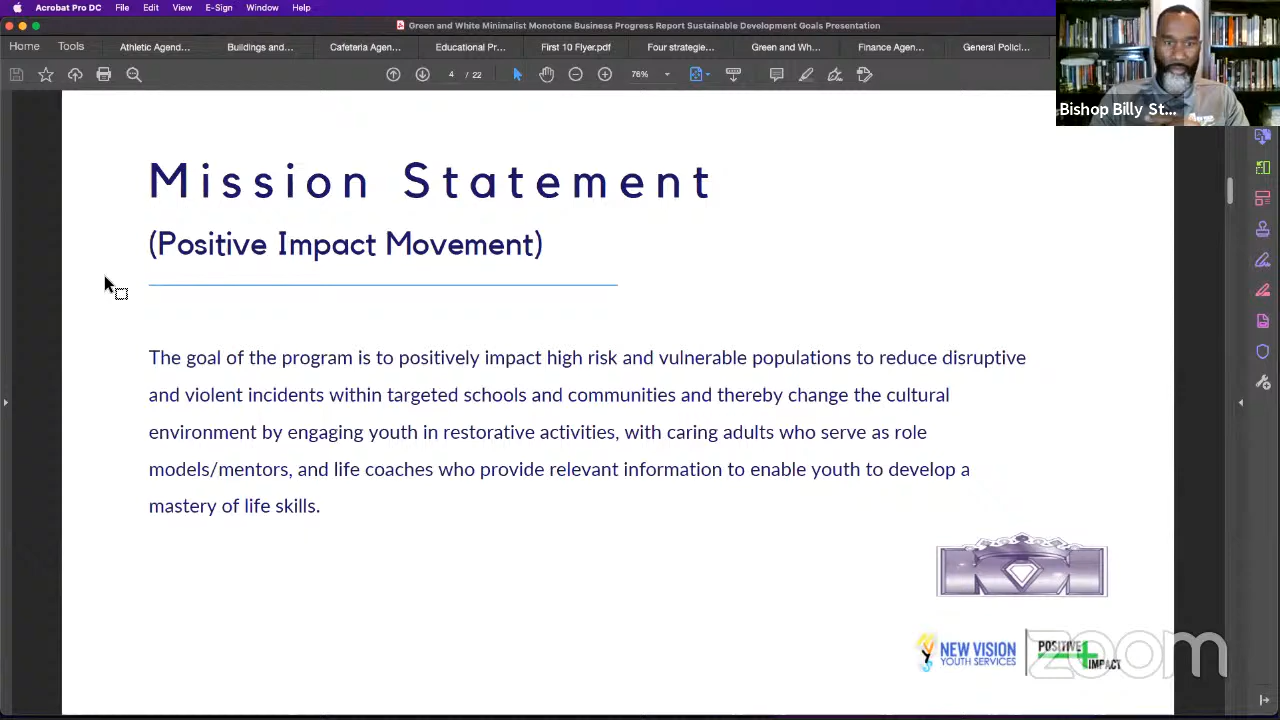 Acrobat Pro DC File Edit View E-Sign Window Help
Green and White Minimalist Monotone Business Progress Report Sustainable Development Goals Presentation
Home Tools Athletic Agend... Buildings and... Cafeteria Agen... Educational Pr... First 10 Flyer.pdf Four strategie... Green and Wh... Finance Agen... General Polici...
4 / 22 76%
Bishop Billy St...
Mission Statement
(Positive Impact Movement)
The goal of the program is to positively impact high risk and vulnerable populations to reduce disruptive
and violent incidents within targeted schools and communities and thereby change the cultural
environment by engaging youth in restorative activities, with caring adults who serve as role
models/mentors, and life coaches who provide relevant information to enable youth to develop a
mastery of life skills.
NEW VISION
YOUTH SERVICES
POSITIVE
IMPACT
zoom